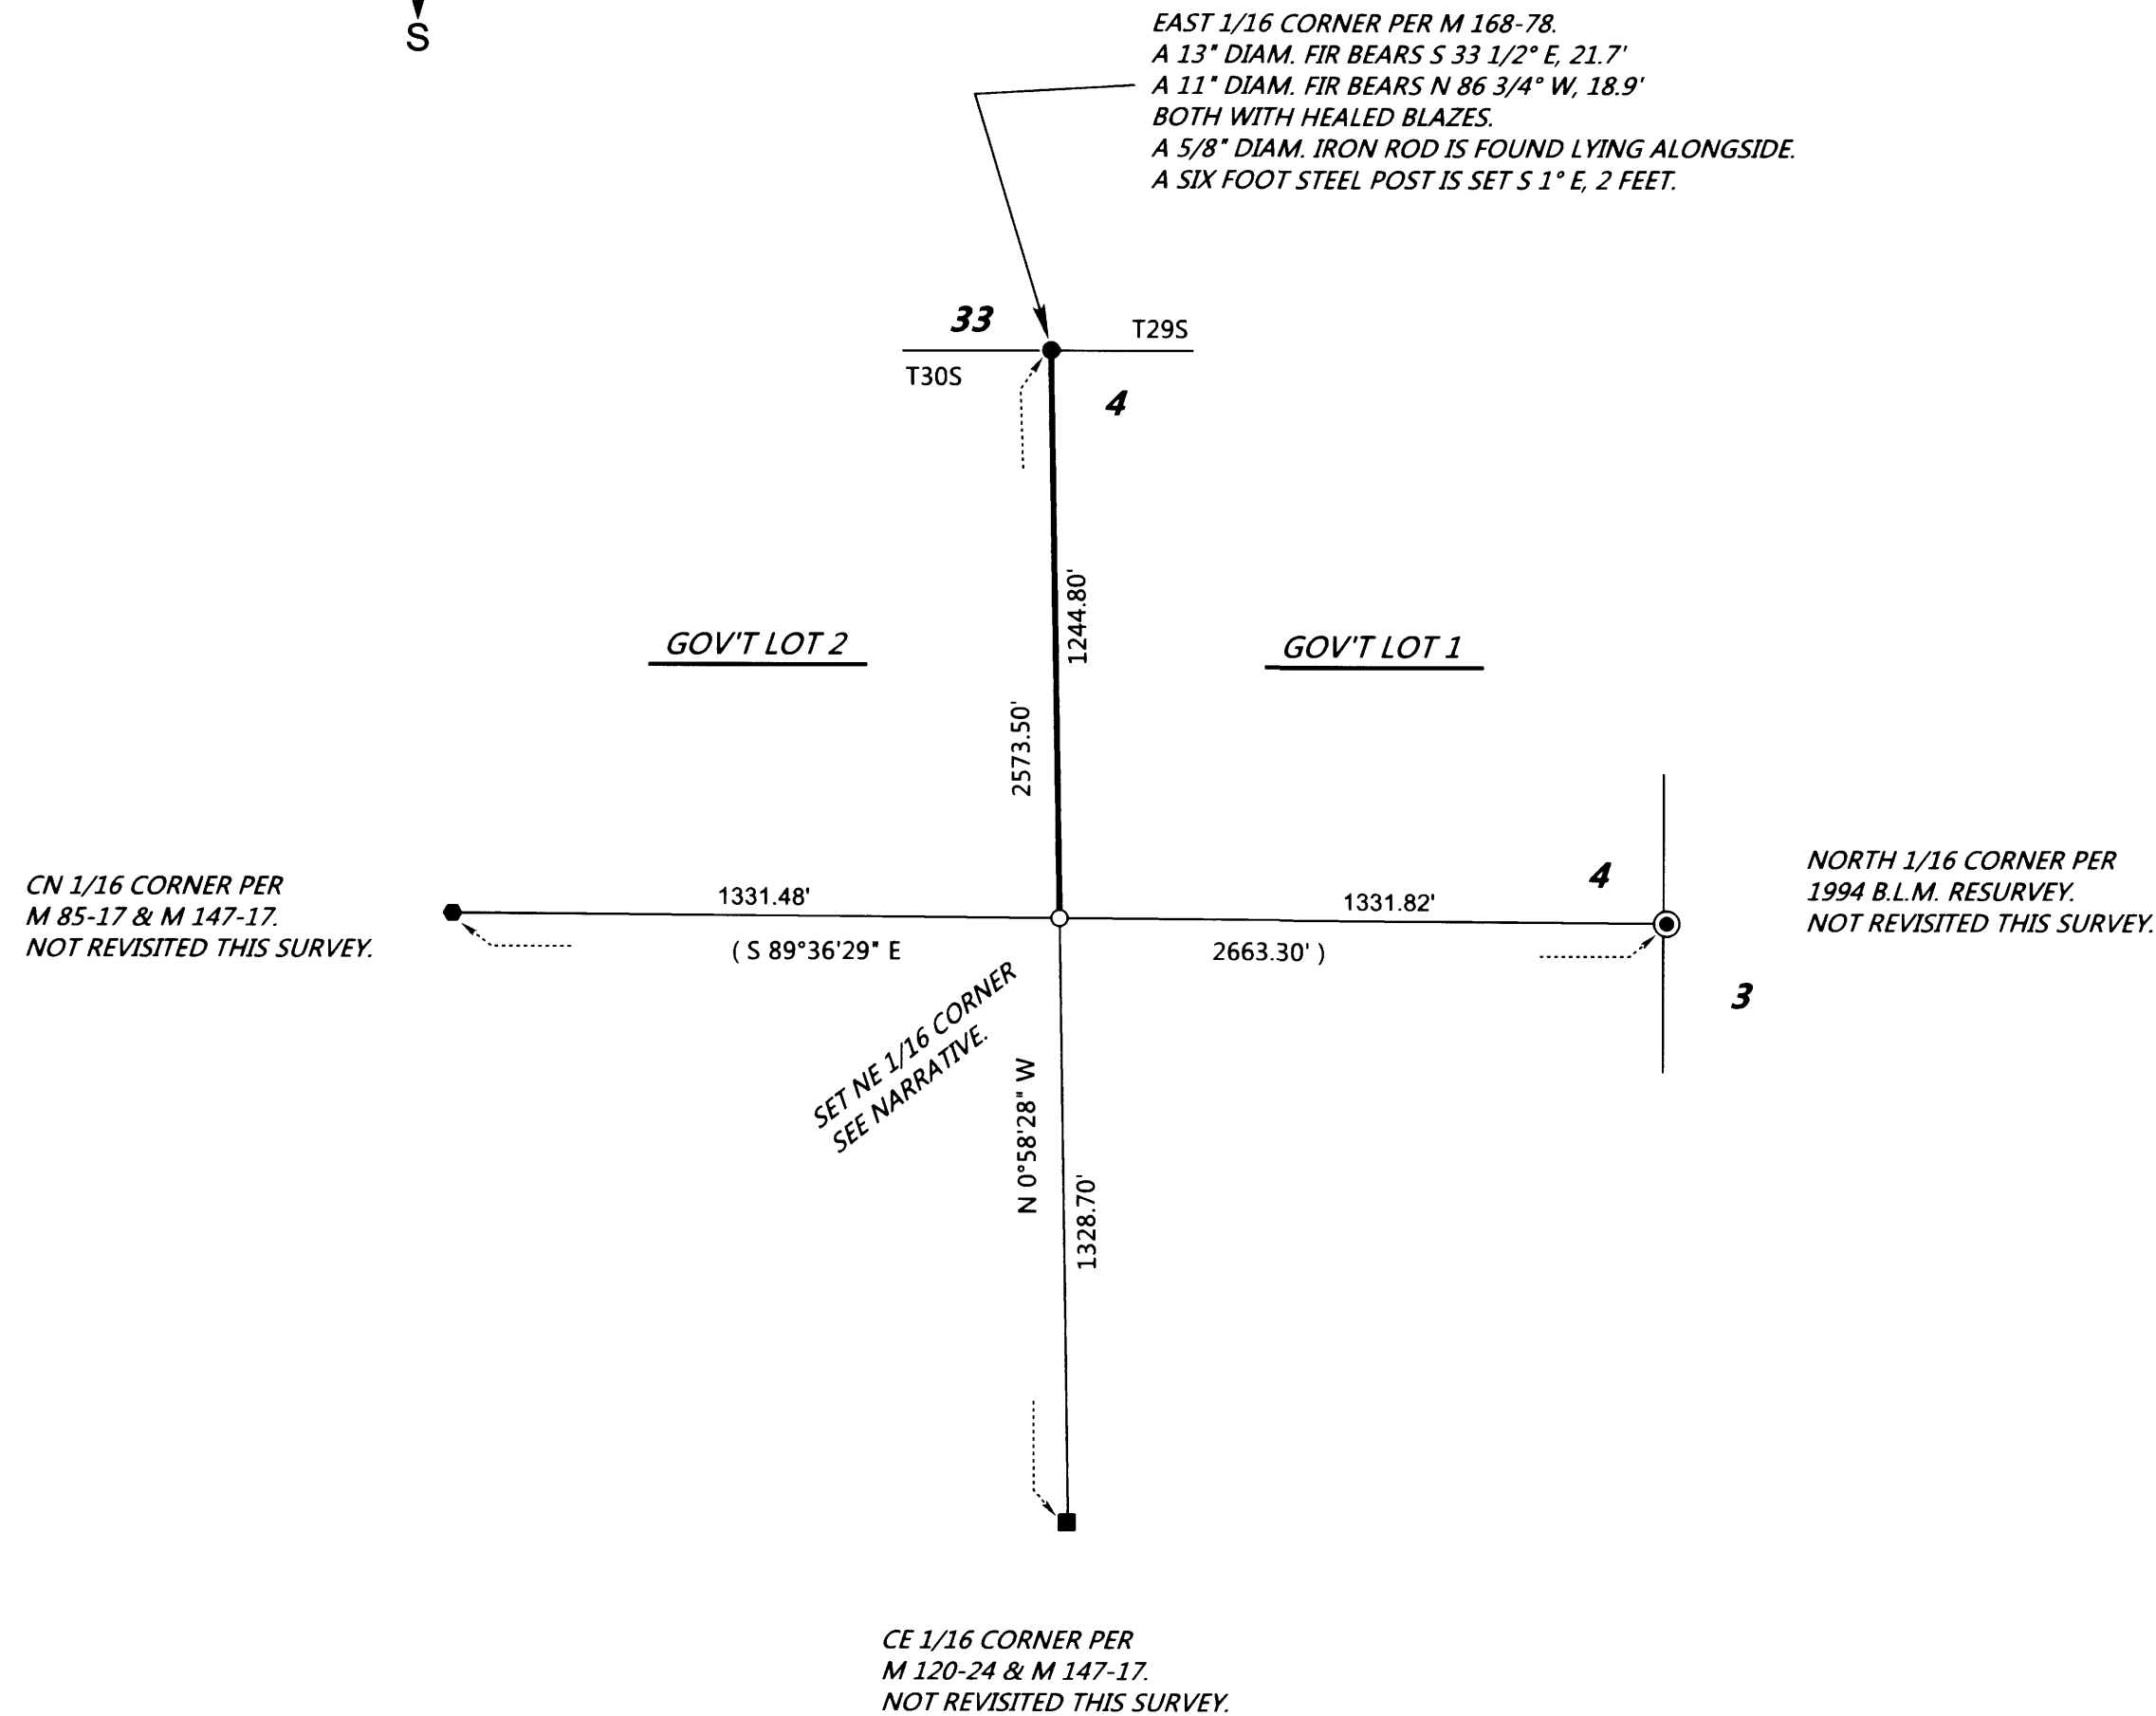 S
EAST 1/16 CORNER PER M 168-78.
A 13" DIAM. FIR BEARS S 33 1/2° E, 21.7'
A 11" DIAM. FIR BEARS N 86 3/4° W, 18.9'
BOTH WITH HEALED BLAZES.
A 5/8" DIAM. IRON ROD IS FOUND LYING ALONGSIDE.
A SIX FOOT STEEL POST IS SET S 1° E, 2 FEET.
33
T29S
T30S
4
1244.80'
GOV'T LOT 2
GOV'T LOT 1
2573.50'
CN 1/16 CORNER PER
M 85-17 & M 147-17.
NOT REVISITED THIS SURVEY.
1331.48'
1331.82'
4
NORTH 1/16 CORNER PER
1994 B.L.M. RESURVEY.
NOT REVISITED THIS SURVEY.
( S 89°36'29" E
2663.30' )
3
SET NE 1/16 CORNER
SEE NARRATIVE.
N 0°58'28" W
1328.70'
CE 1/16 CORNER PER
M 120-24 & M 147-17.
NOT REVISITED THIS SURVEY.